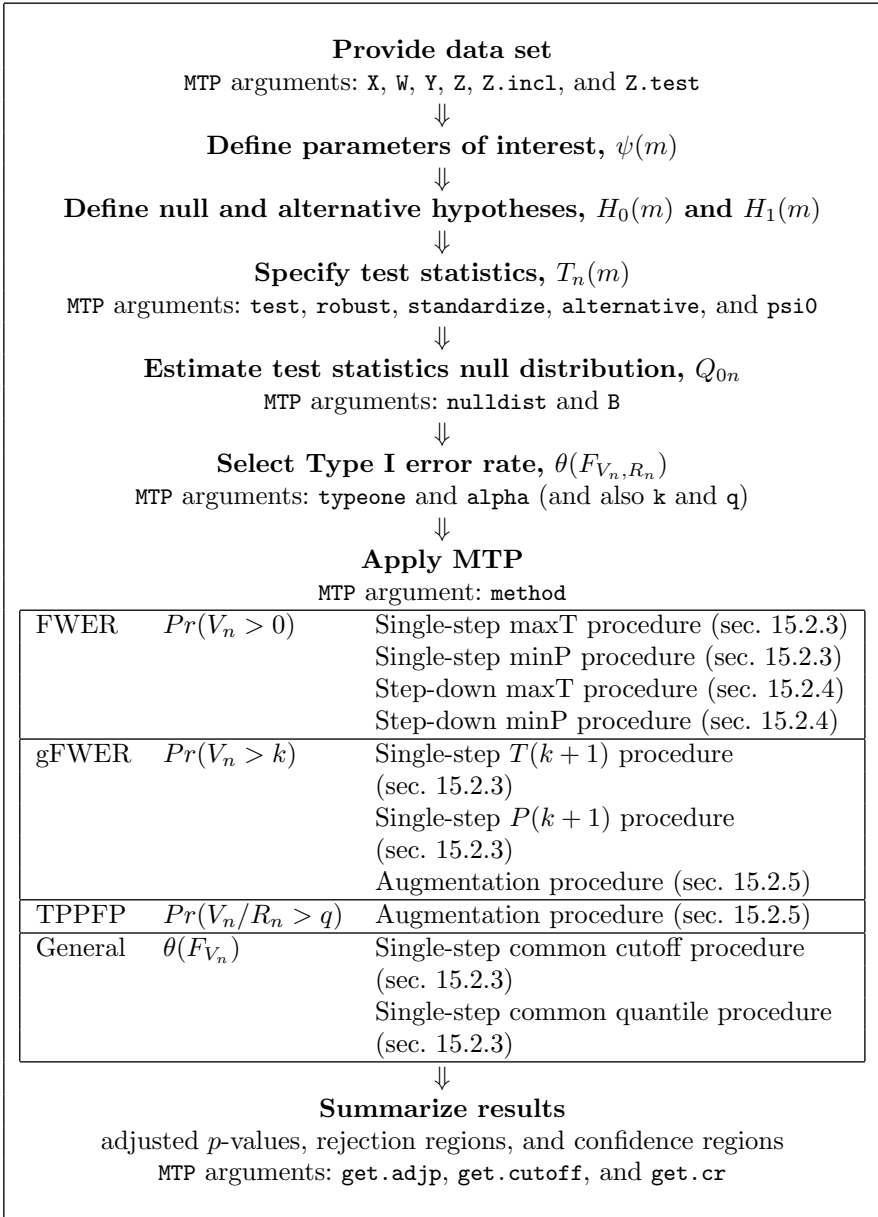 Provide data set
MTP arguments: X, W, Y, Z, Z.incl, and Z.test
⇓
Define parameters of interest, ψ(m)
⇓
Define null and alternative hypotheses, H₀(m) and H₁(m)
⇓
Specify test statistics, Tₙ(m)
MTP arguments: test, robust, standardize, alternative, and psi0
⇓
Estimate test statistics null distribution, Q₀ₙ
MTP arguments: nulldist and B
⇓
Select Type I error rate, θ(F_{Vₙ,Rₙ})
MTP arguments: typeone and alpha (and also k and q)
⇓
Apply MTP
MTP argument: method
FWER Pr(Vₙ > 0) Single-step maxT procedure (sec. 15.2.3)
Single-step minP procedure (sec. 15.2.3)
Step-down maxT procedure (sec. 15.2.4)
Step-down minP procedure (sec. 15.2.4)
gFWER Pr(Vₙ > k) Single-step T(k + 1) procedure
(sec. 15.2.3)
Single-step P(k + 1) procedure
(sec. 15.2.3)
Augmentation procedure (sec. 15.2.5)
TPPFP Pr(Vₙ/Rₙ > q) Augmentation procedure (sec. 15.2.5)
General θ(F_{Vₙ}) Single-step common cutoff procedure
(sec. 15.2.3)
Single-step common quantile procedure
(sec. 15.2.3)
⇓
Summarize results
adjusted p-values, rejection regions, and confidence regions
MTP arguments: get.adjp, get.cutoff, and get.cr